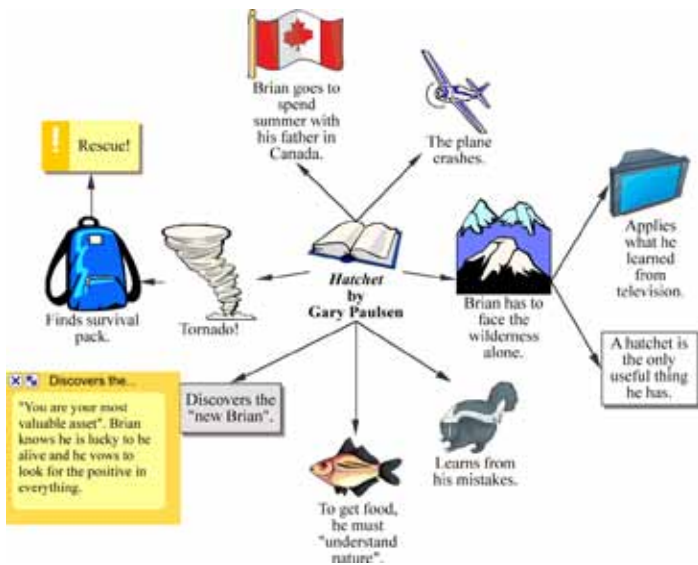 Brian goes to
spend
summer with
his father in
Canada.
The plane
crashes.
Rescue!
Applies
what he
learned
from
television.
Finds survival
pack.
Tornado!
Hatchet
by
Gary Paulsen
Brian has to
face the
wilderness
alone.
A hatchet is
the only
useful thing
he has.
Discovers the...
"You are your most
valuable asset". Brian
knows he is lucky to be
alive and he vows to
look for the positive in
everything.
Discovers the
"new Brian".
Learns from
his mistakes.
To get food,
he must
"understand
nature".